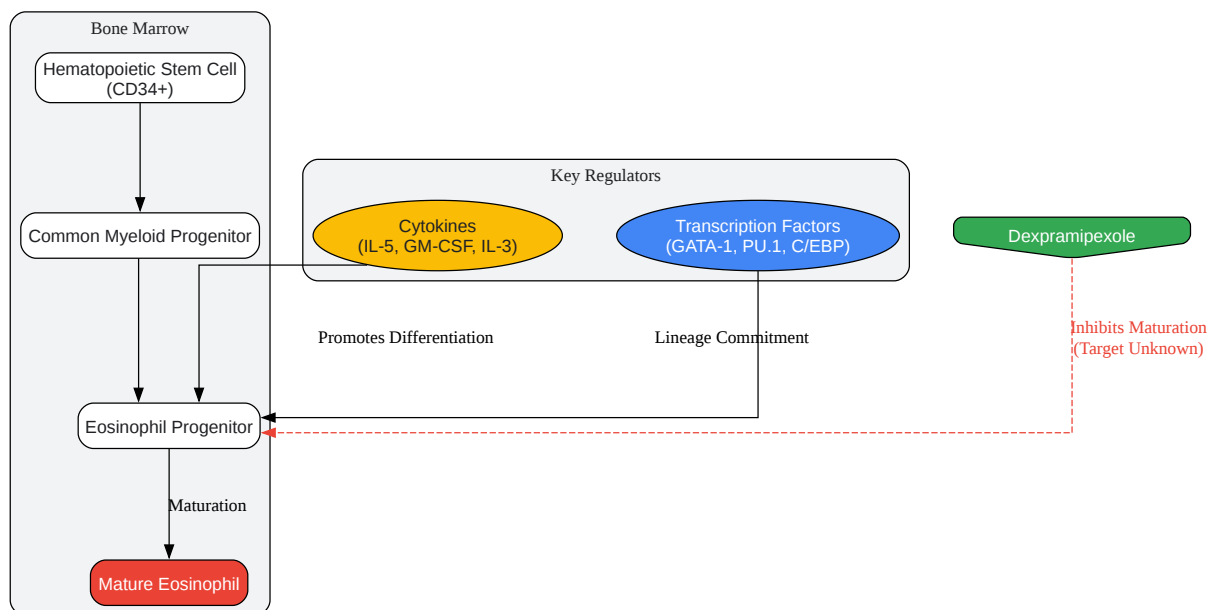 Bone Marrow
Hematopoietic Stem Cell
(CD34+)
Key Regulators
Common Myeloid Progenitor
Cytokines
(IL-5, GM-CSF, IL-3)
Transcription Factors
(GATA-1, PU.1, C/EBP)
Dexpramipexole
Promotes Differentiation
Lineage Commitment
Inhibits Maturation
(Target Unknown)
Eosinophil Progenitor
Maturation
Mature Eosinophil